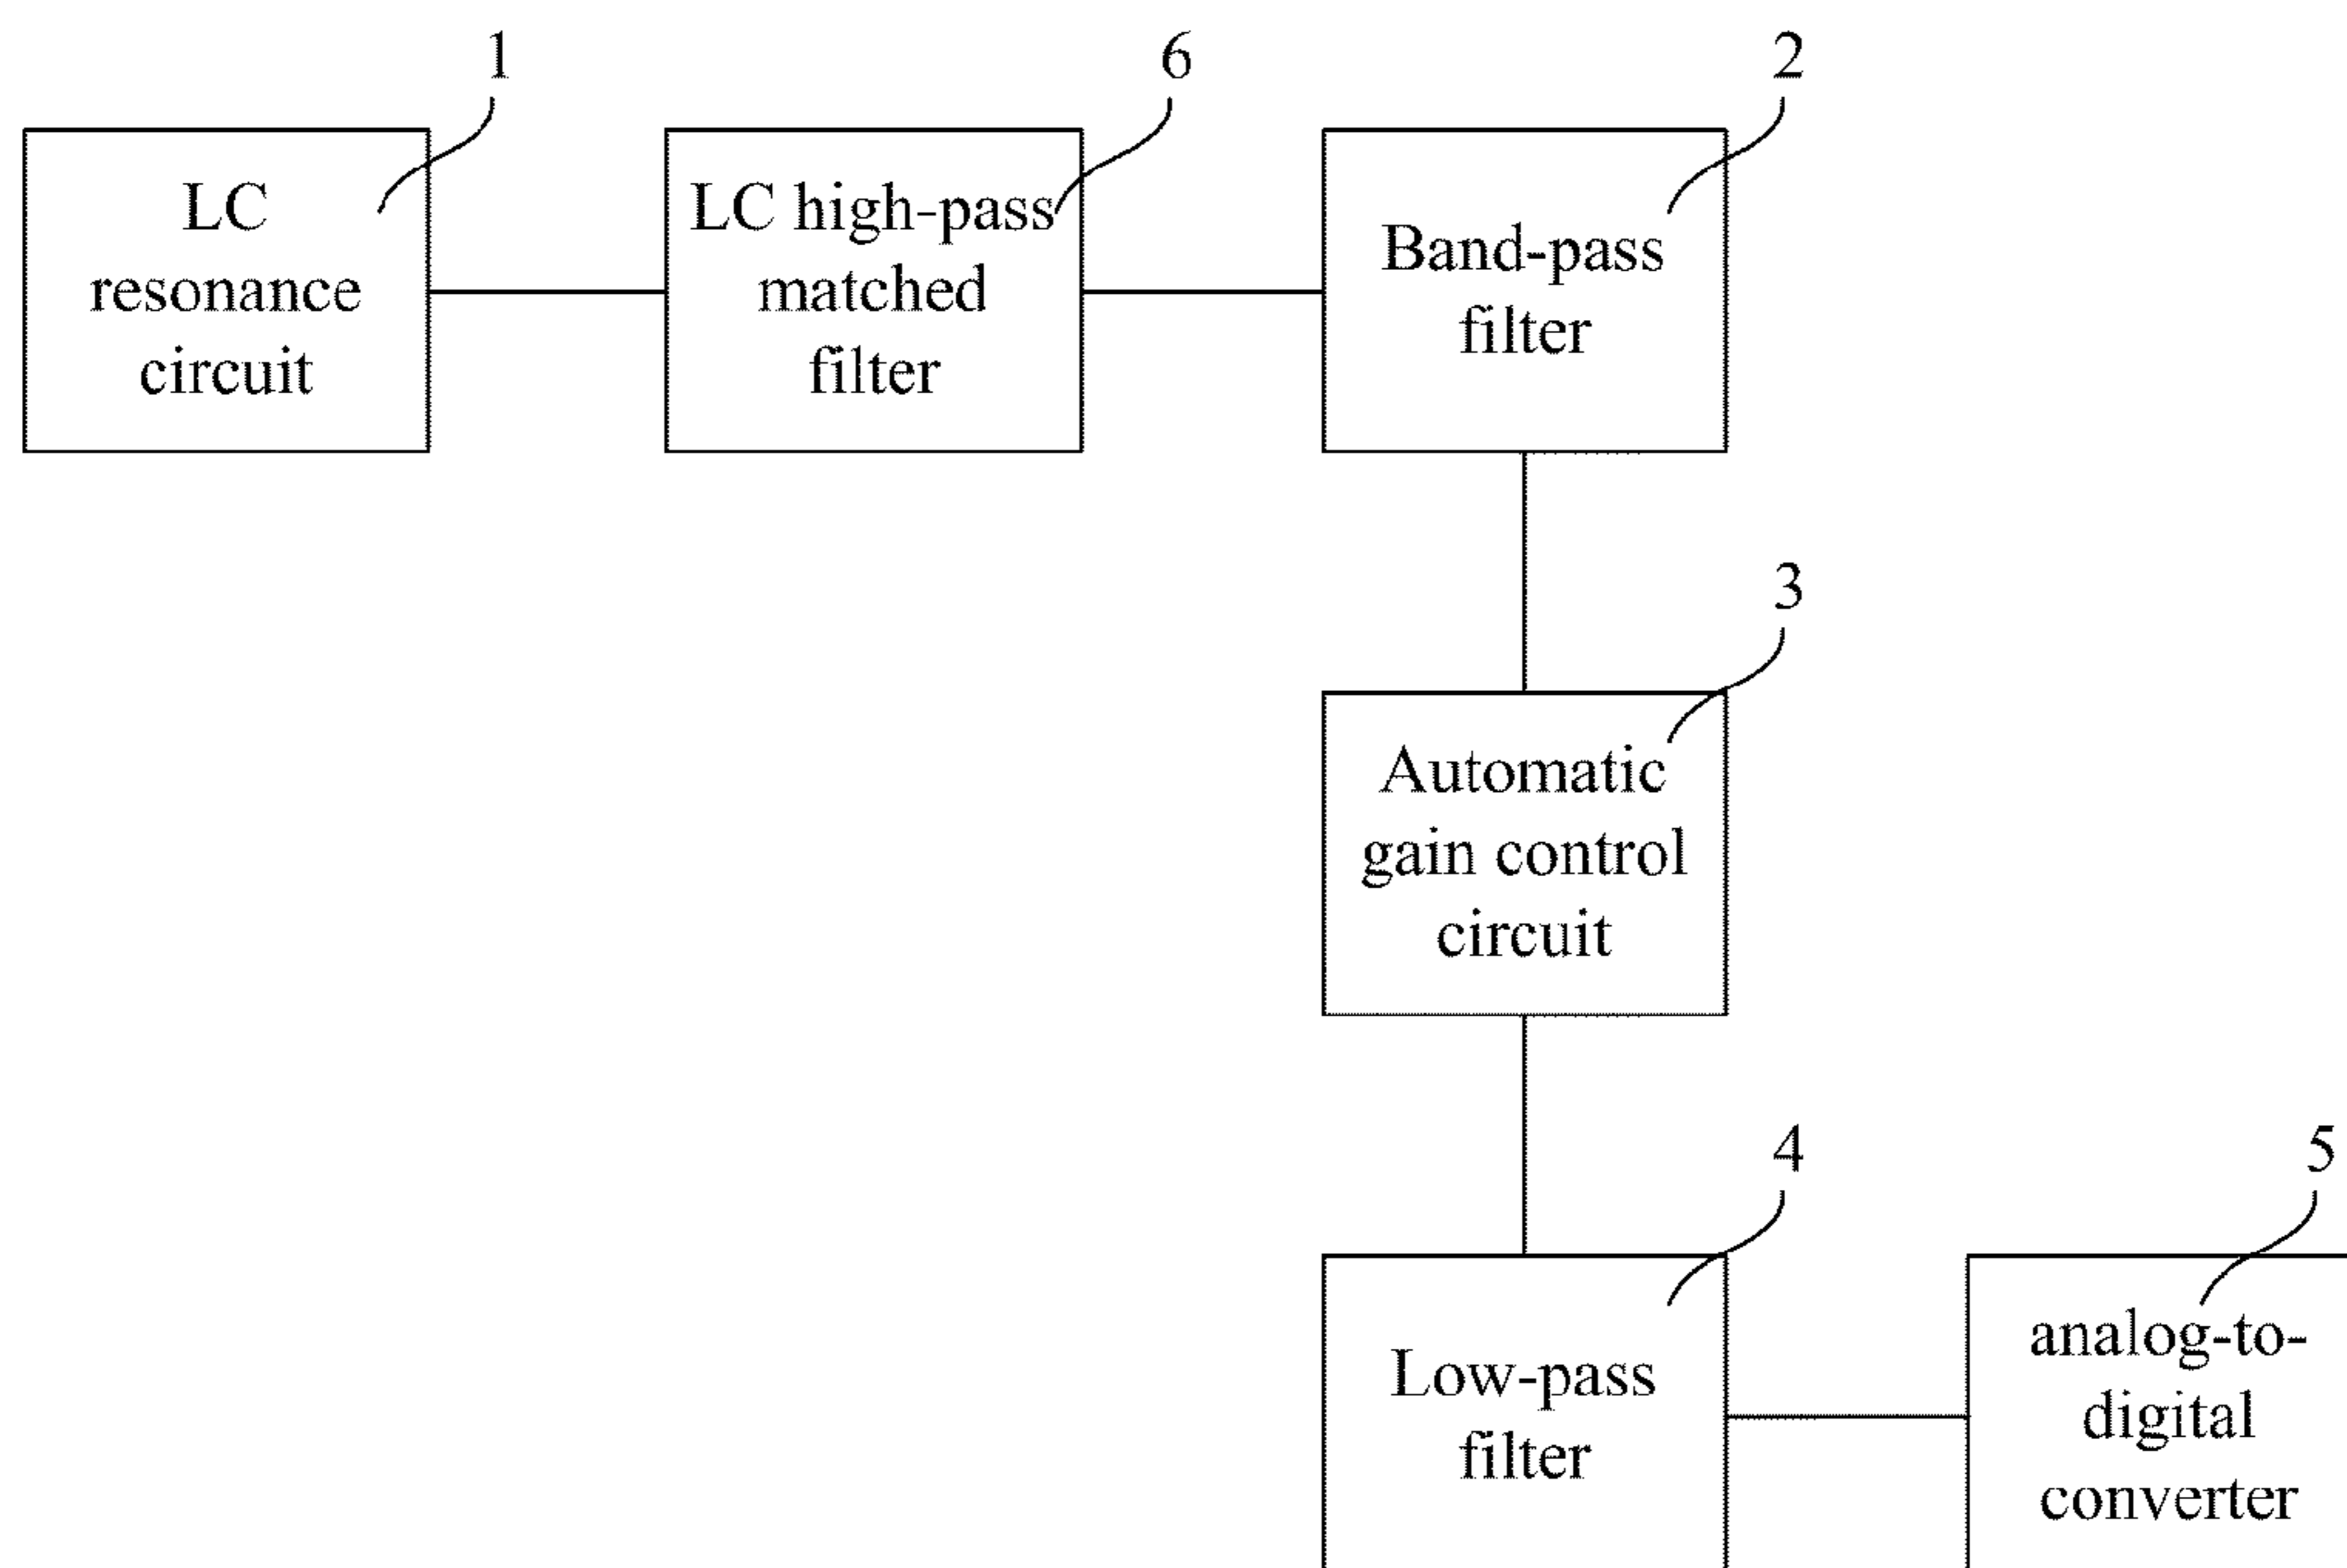 1
6
2
LC
resonance
circuit
LC high-pass
matched
filter
Band-pass
filter
3
Automatic
gain control
circuit
4
5
Low-pass
filter
analog-to-
digital
converter